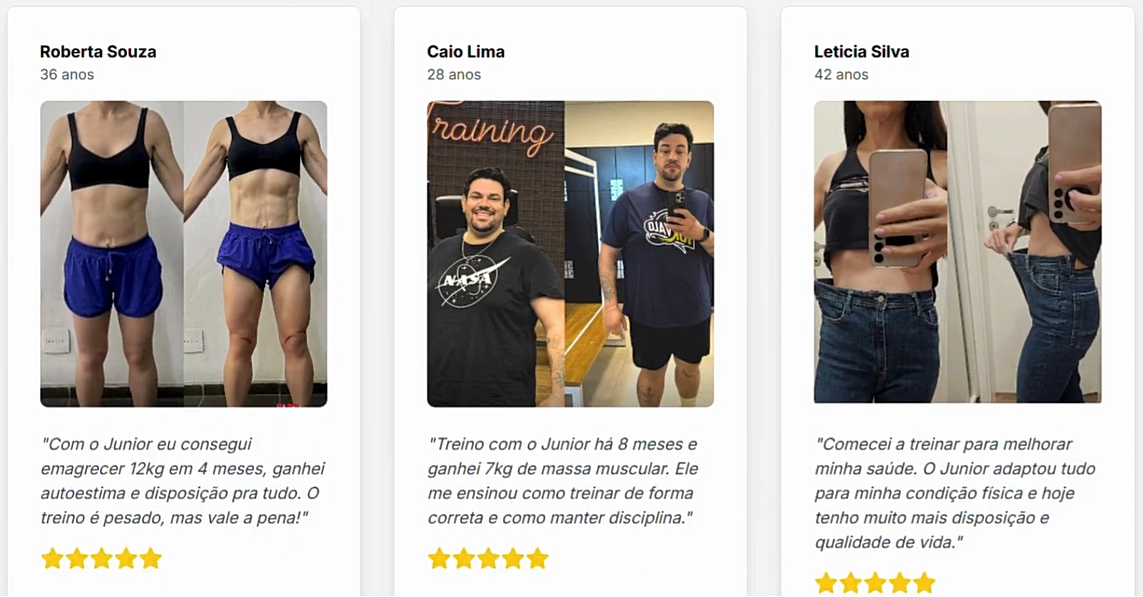 Roberta Souza
36 anos
"Com o Junior eu consegui
emagrecer 12kg em 4 meses, ganhei
autoestima e disposição pra tudo. O
treino é pesado, mas vale a pena!"
Caio Lima
28 anos
Training
NASA
"Treino com o Junior há 8 meses e
ganhei 7kg de massa muscular. Ele
me ensinou como treinar de forma
correta e como manter disciplina."
Leticia Silva
42 anos
"Comecei a treinar para melhorar
minha saúde. O Junior adaptou tudo
para minha condição física e hoje
tenho muito mais disposição e
qualidade de vida."